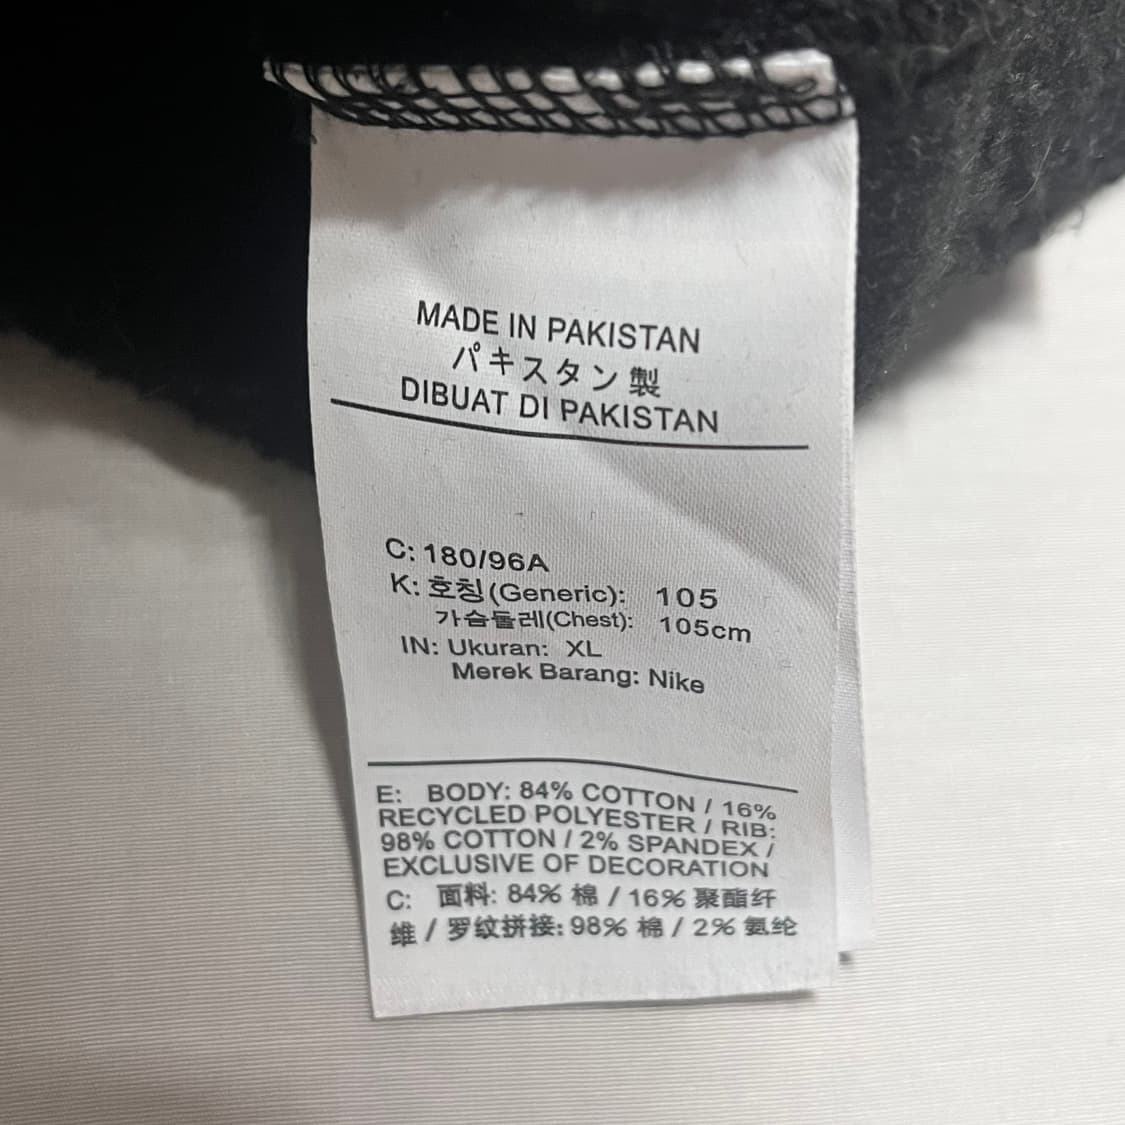 MADE IN PAKISTAN
パキスタン製
DIBUAT DI PAKISTAN
C: 180/96A
K: 호칭(Generic): 105
가슴둘레(Chest): 105cm
IN: Ukuran: XL
Merek Barang: Nike
E: BODY: 84% COTTON / 16%
RECYCLED POLYESTER / RIB:
98% COTTON / 2% SPANDEX /
EXCLUSIVE OF DECORATION
C: 面料: 84% 棉 / 16% 聚酯纤
维 / 罗纹拼接: 98% 棉 / 2% 氨纶